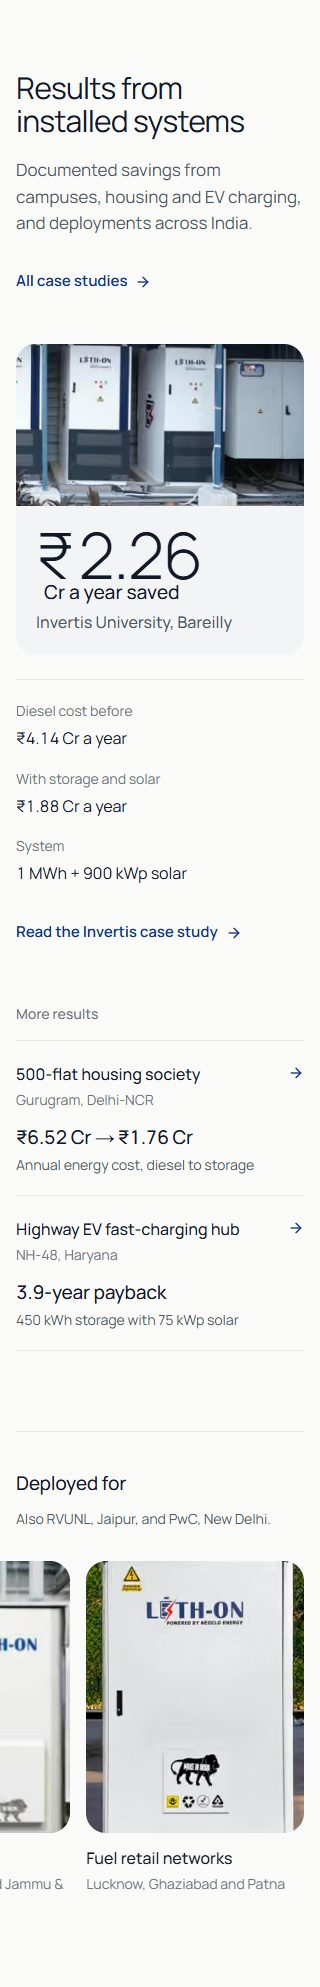 Results from
installed systems
Documented savings from
campuses, housing and EV charging,
and deployments across India.
All case studies →
LITH-ON
LITH-ON
₹2.26
Cr a year saved
Invertis University, Bareilly
Diesel cost before
₹4.14 Cr a year
With storage and solar
₹1.88 Cr a year
System
1 MWh + 900 kWp solar
Read the Invertis case study →
More results
500-flat housing society →
Gurugram, Delhi-NCR
₹6.52 Cr → ₹1.76 Cr
Annual energy cost, diesel to storage
Highway EV fast-charging hub →
NH-48, Haryana
3.9-year payback
450 kWh storage with 75 kWp solar
Deployed for
Also RVUNL, Jaipur, and PwC, New Delhi.
H-ON
LITH-ON
POWERED BY NEOCLO ENERGY
MAKE IN INDIA
Fuel retail networks
Jammu &
Lucknow, Ghaziabad and Patna